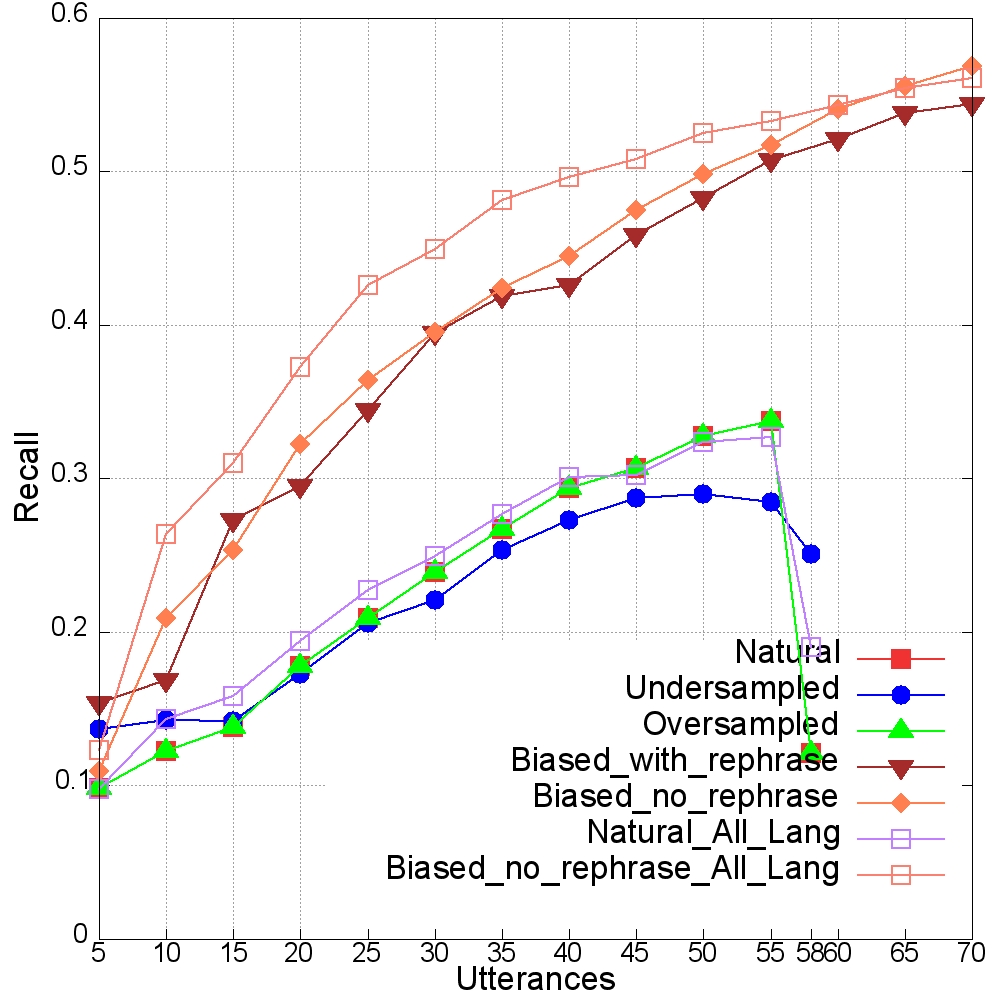 0.6
0.5
0.4
0.3
0.2
0.1
0
Recall
Natural
Undersampled
Oversampled
Biased_with_rephrase
Biased_no_rephrase
Natural_All_Lang
Biased_no_rephrase_All_Lang
5 10 15 20 25 30 35 40 45 50 55 58 60 65 70
Utterances